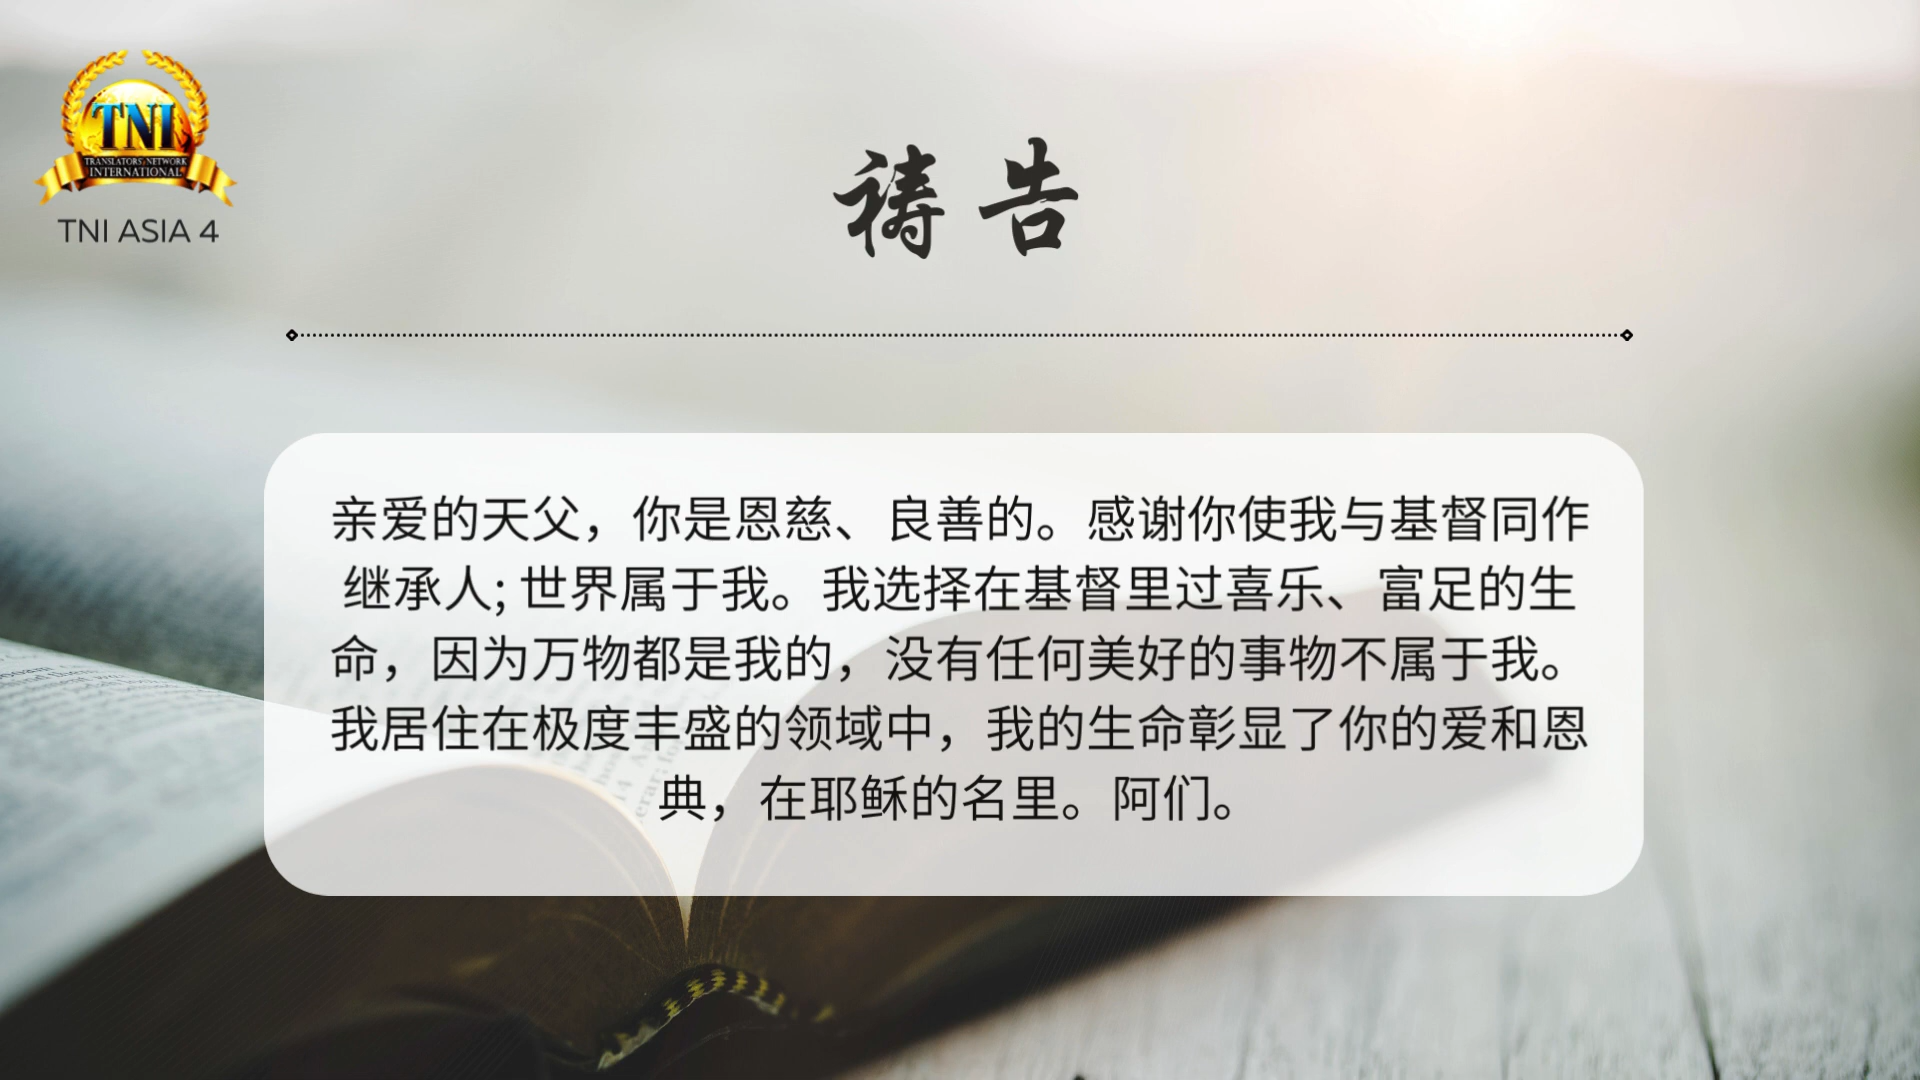 TNI
TRANSLATORS NETWORK
INTERNATIONAL
TNI ASIA 4
祷告
亲爱的天父，你是恩慈、良善的。感谢你使我与基督同作
继承人; 世界属于我。我选择在基督里过喜乐、富足的生
命，因为万物都是我的，没有任何美好的事物不属于我。
我居住在极度丰盛的领域中，我的生命彰显了你的爱和恩
典，在耶稣的名里。阿们。